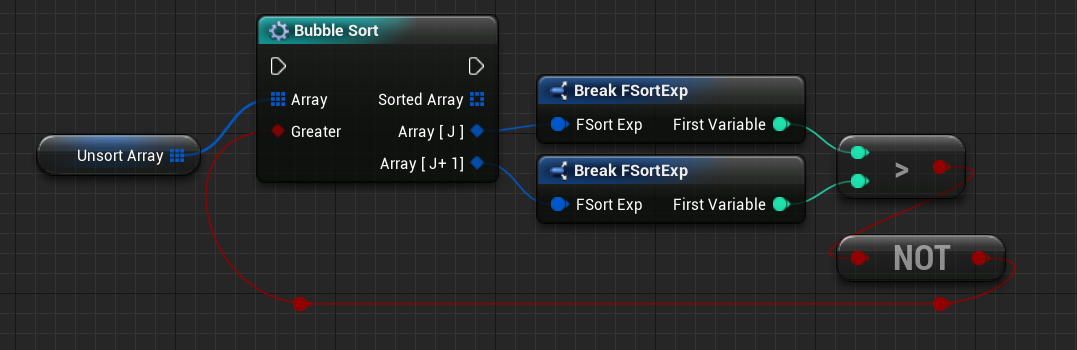 Bubble Sort
Array
Sorted Array
Greater
Array [ J ]
Array [ J+ 1]
Unsort Array
Break FSortExp
FSort Exp
First Variable
Break FSortExp
FSort Exp
First Variable
>
NOT